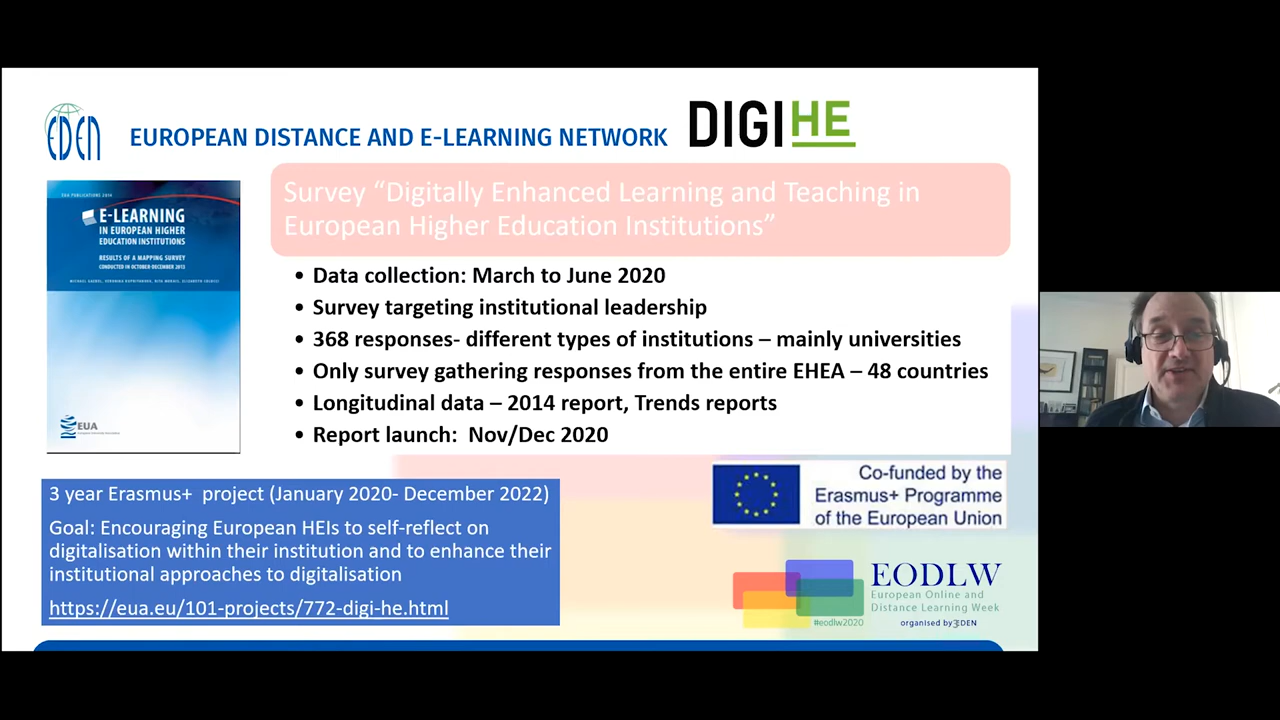 EDEN
EUROPEAN DISTANCE AND E-LEARNING NETWORK
DIGIHE
EUA PUBLICATIONS 2014
E-LEARNING
IN EUROPEAN HIGHER
EDUCATION INSTITUTIONS
RESULTS OF A MAPPING SURVEY
CONDUCTED IN OCTOBER-DECEMBER 2013
EUA
Survey “Digitally Enhanced Learning and Teaching in
European Higher Education Institutions”
• Data collection: March to June 2020
• Survey targeting institutional leadership
• 368 responses- different types of institutions – mainly universities
• Only survey gathering responses from the entire EHEA – 48 countries
• Longitudinal data – 2014 report, Trends reports
• Report launch: Nov/Dec 2020
3 year Erasmus+ project (January 2020- December 2022)
Goal: Encouraging European HEIs to self-reflect on
digitalisation within their institution and to enhance their
institutional approaches to digitalisation
https://eua.eu/101-projects/772-digi-he.html
Co-funded by the
Erasmus+ Programme
of the European Union
EODLW
European Online and
Distance Learning Week
#eodlw2020
organised by EDEN